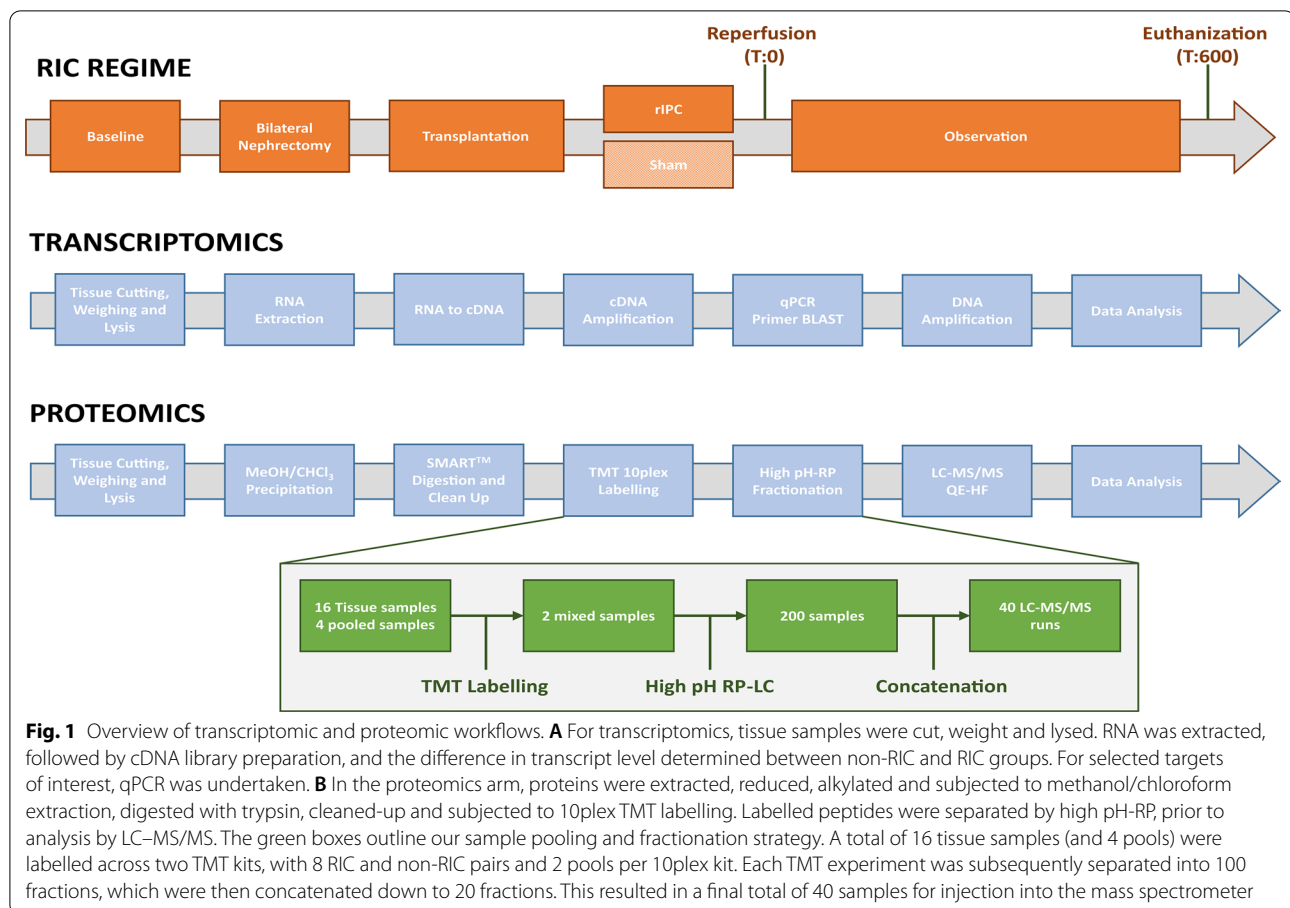 RIC REGIME
Reperfusion
(T:0)
Euthanization
(T:600)
Baseline
Bilateral
Nephrectomy
Transplantation
rIPC
Sham
Observation
TRANSCRIPTOMICS
Tissue Cutting,
Weighing and
Lysis
RNA
Extraction
RNA to cDNA
cDNA
Amplification
qPCR
Primer BLAST
DNA
Amplification
Data Analysis
PROTEOMICS
Tissue Cutting,
Weighing and
Lysis
MeOH/CHCl₃
Precipitation
SMART™
Digestion and
Clean Up
TMT 10plex
Labelling
High pH-RP
Fractionation
LC-MS/MS
QE-HF
Data Analysis
16 Tissue samples
4 pooled samples
2 mixed samples
200 samples
40 LC-MS/MS
runs
TMT Labelling
High pH RP-LC
Concatenation
Fig. 1 Overview of transcriptomic and proteomic workflows. A For transcriptomics, tissue samples were cut, weight and lysed. RNA was extracted,
followed by cDNA library preparation, and the difference in transcript level determined between non-RIC and RIC groups. For selected targets
of interest, qPCR was undertaken. B In the proteomics arm, proteins were extracted, reduced, alkylated and subjected to methanol/chloroform
extraction, digested with trypsin, cleaned-up and subjected to 10plex TMT labelling. Labelled peptides were separated by high pH-RP, prior to
analysis by LC–MS/MS. The green boxes outline our sample pooling and fractionation strategy. A total of 16 tissue samples (and 4 pools) were
labelled across two TMT kits, with 8 RIC and non-RIC pairs and 2 pools per 10plex kit. Each TMT experiment was subsequently separated into 100
fractions, which were then concatenated down to 20 fractions. This resulted in a final total of 40 samples for injection into the mass spectrometer